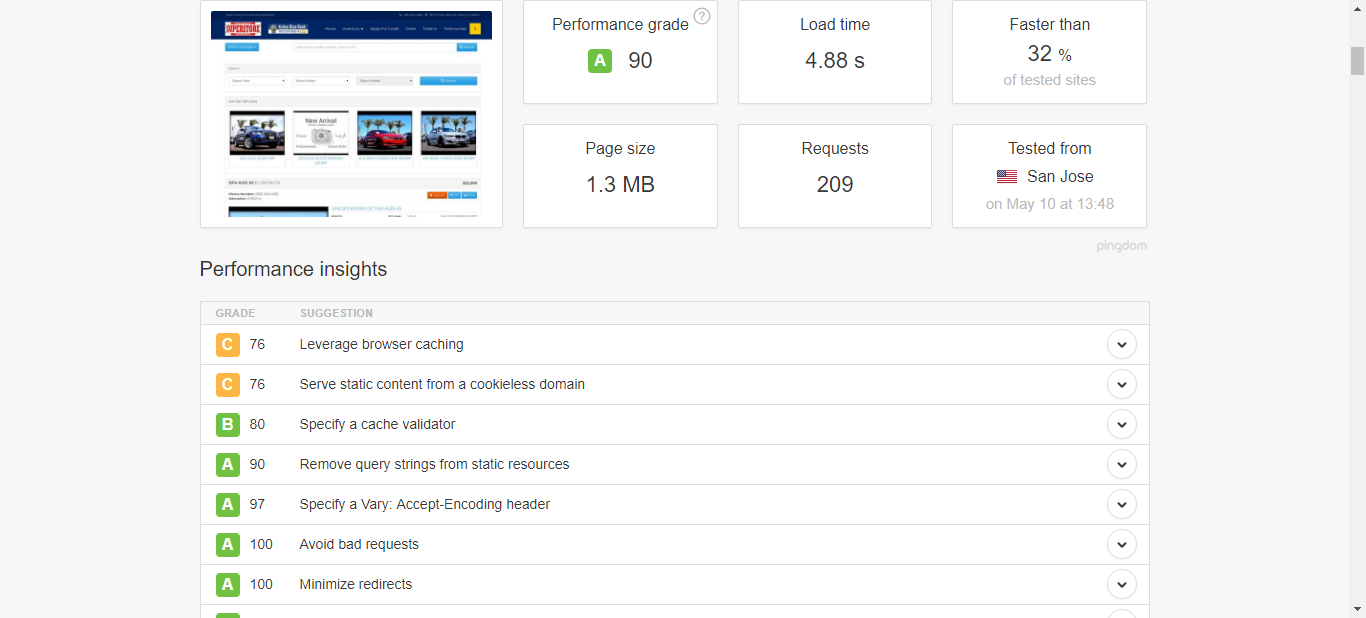 SUPERSTORE
Kelley Blue Book
Performance grade ?
A 90
Load time
4.88 s
Faster than
32 %
of tested sites
New Arrival
Page size
1.3 MB
Requests
209
Tested from
San Jose
on May 10 at 13:48
pingdom
Performance insights
GRADE SUGGESTION
C 76 Leverage browser caching
C 76 Serve static content from a cookieless domain
B 80 Specify a cache validator
A 90 Remove query strings from static resources
A 97 Specify a Vary: Accept-Encoding header
A 100 Avoid bad requests
A 100 Minimize redirects